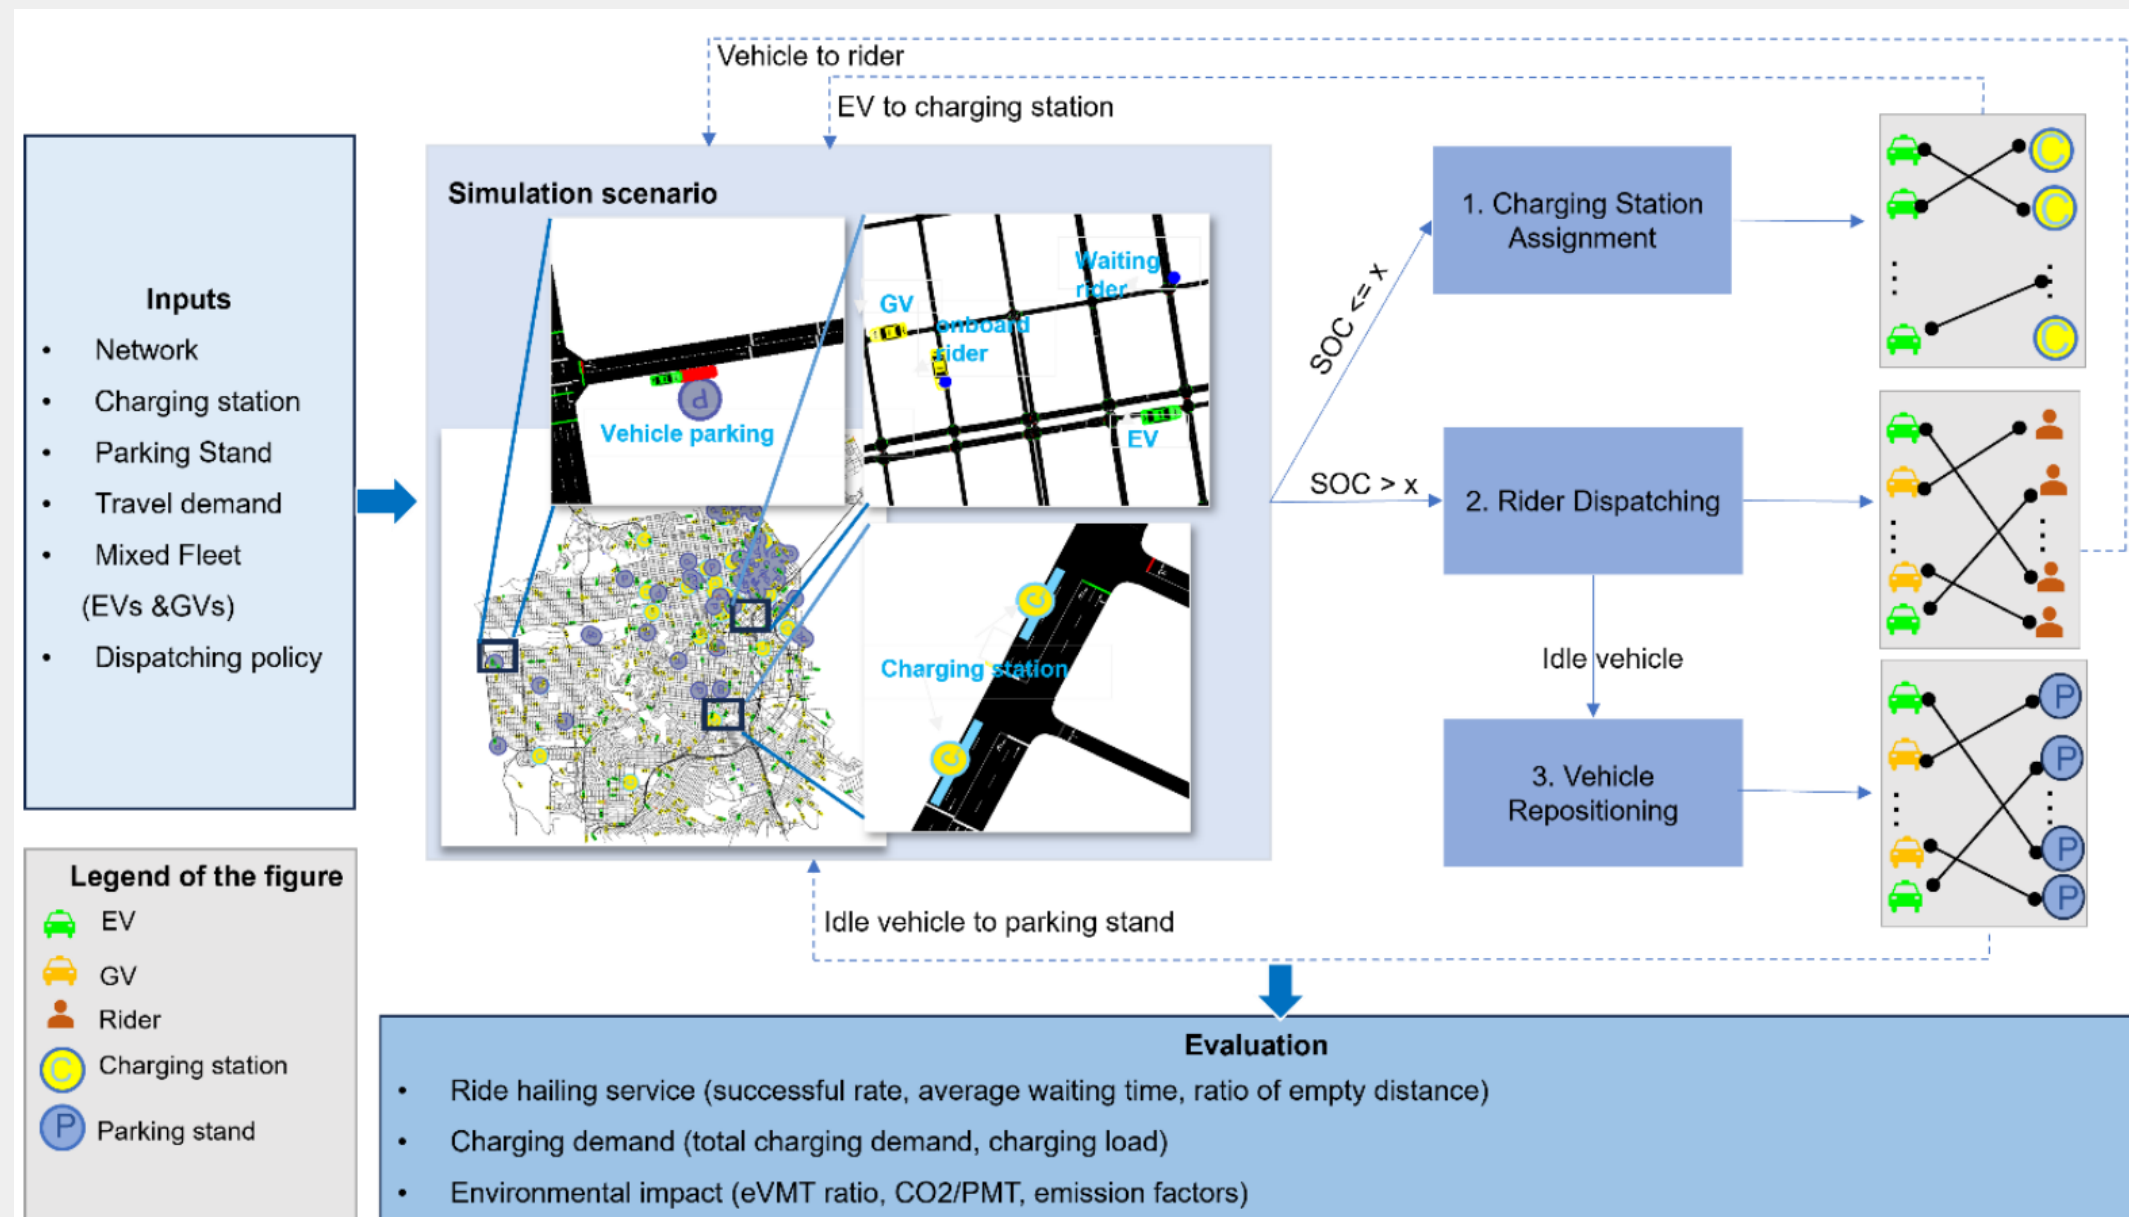 Vehicle to rider
EV to charging station
Inputs
• Network
• Charging station
• Parking Stand
• Travel demand
• Mixed Fleet
(EVs &GVs)
• Dispatching policy
Simulation scenario
Vehicle parking
P
GV
onboard
rider
Waiting
rider
EV
Charging station
C
C
SOC <= x
SOC > x
1. Charging Station
Assignment
2. Rider Dispatching
Idle vehicle
3. Vehicle
Repositioning
C
C
C
P
P
P
P
Idle vehicle to parking stand
Legend of the figure
EV
GV
Rider
C Charging station
P Parking stand
Evaluation
• Ride hailing service (successful rate, average waiting time, ratio of empty distance)
• Charging demand (total charging demand, charging load)
• Environmental impact (eVMT ratio, CO2/PMT, emission factors)